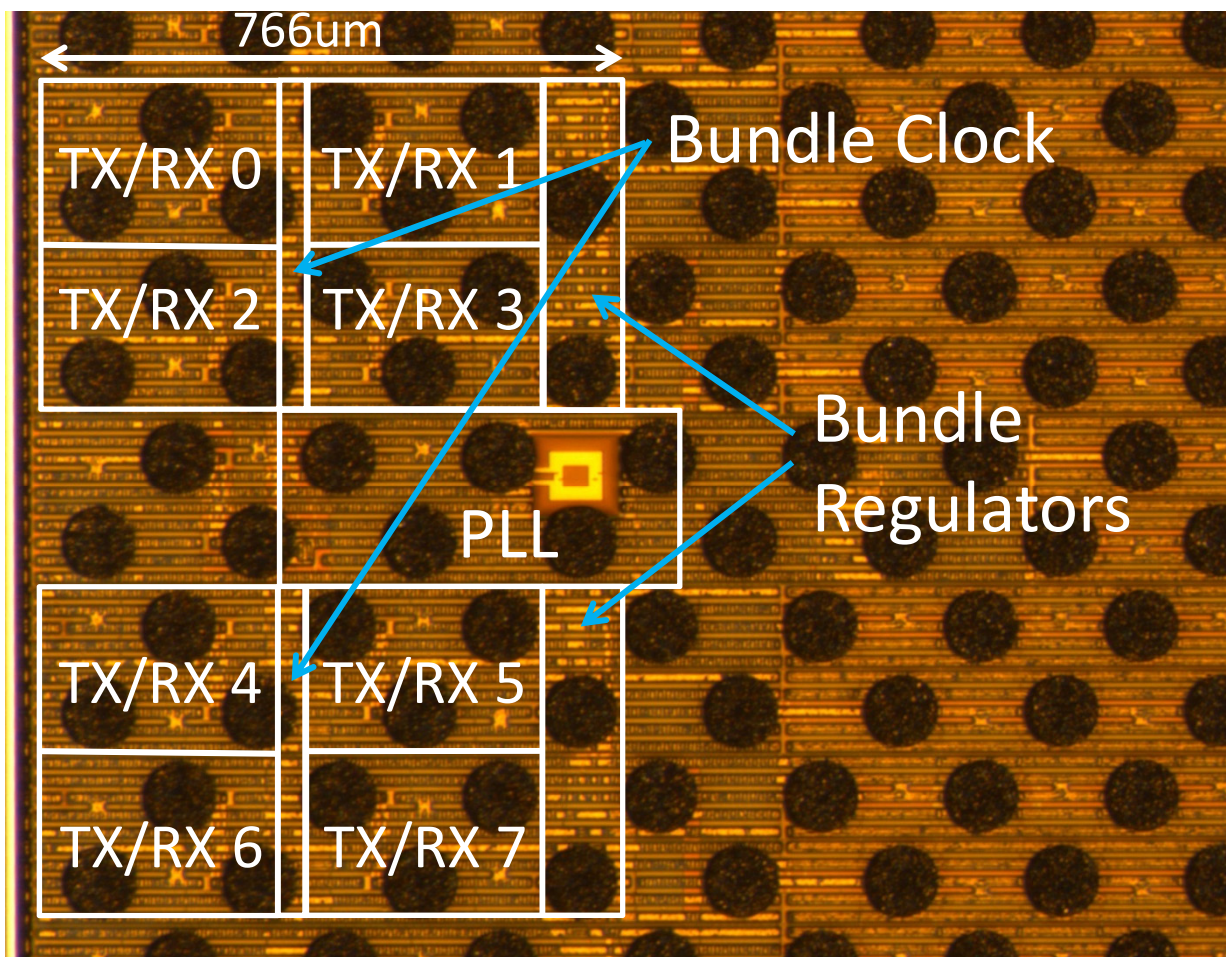 766um
TX/RX 0
TX/RX 1
Bundle Clock
TX/RX 2
TX/RX 3
Bundle
Regulators
PLL
TX/RX 4
TX/RX 5
TX/RX 6
TX/RX 7